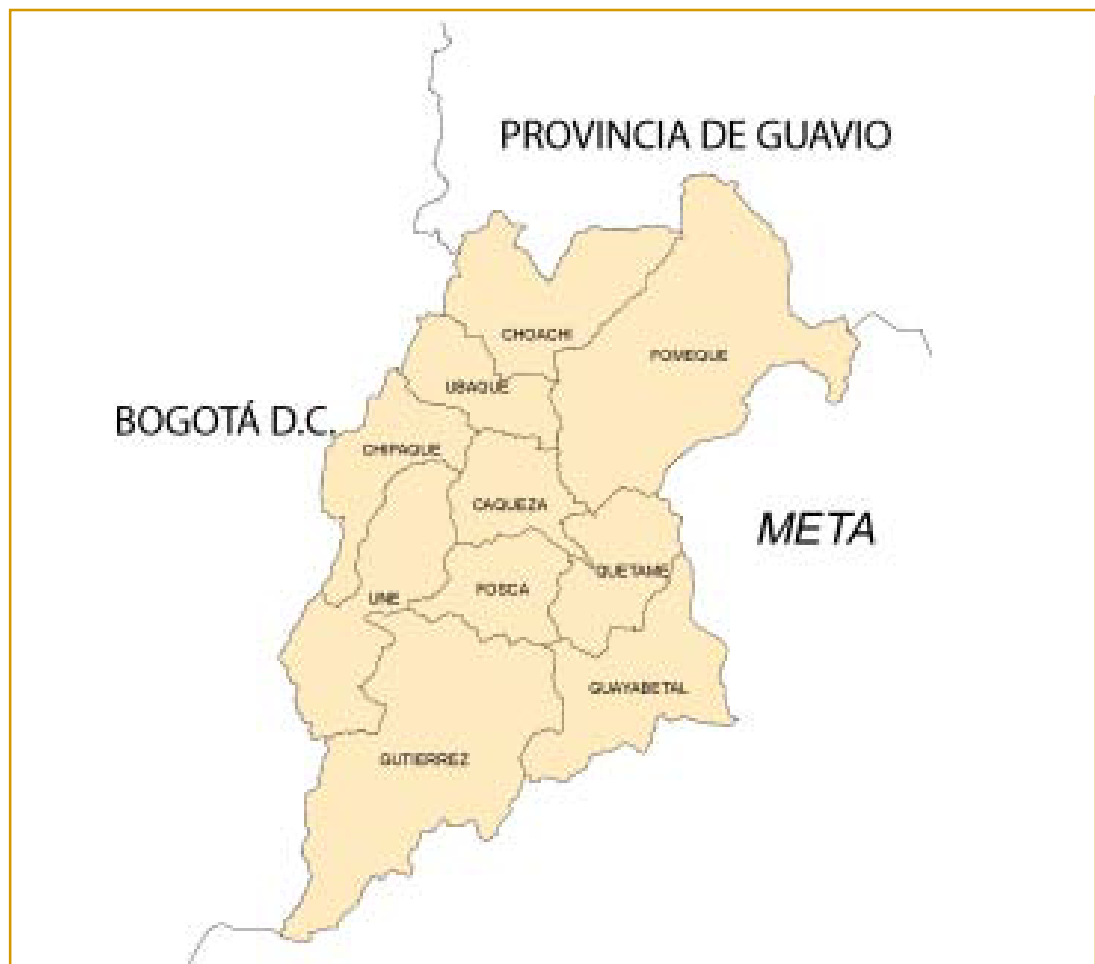 PROVINCIA DE GUAVIO
CHOACHI
FOMEQUE
UBAQUE
BOGOTÁ D.C.
CHIPAQUE
CAQUEZA
META
QUETAME
FOSCA
UNE
GUAYABETAL
GUTIERREZ